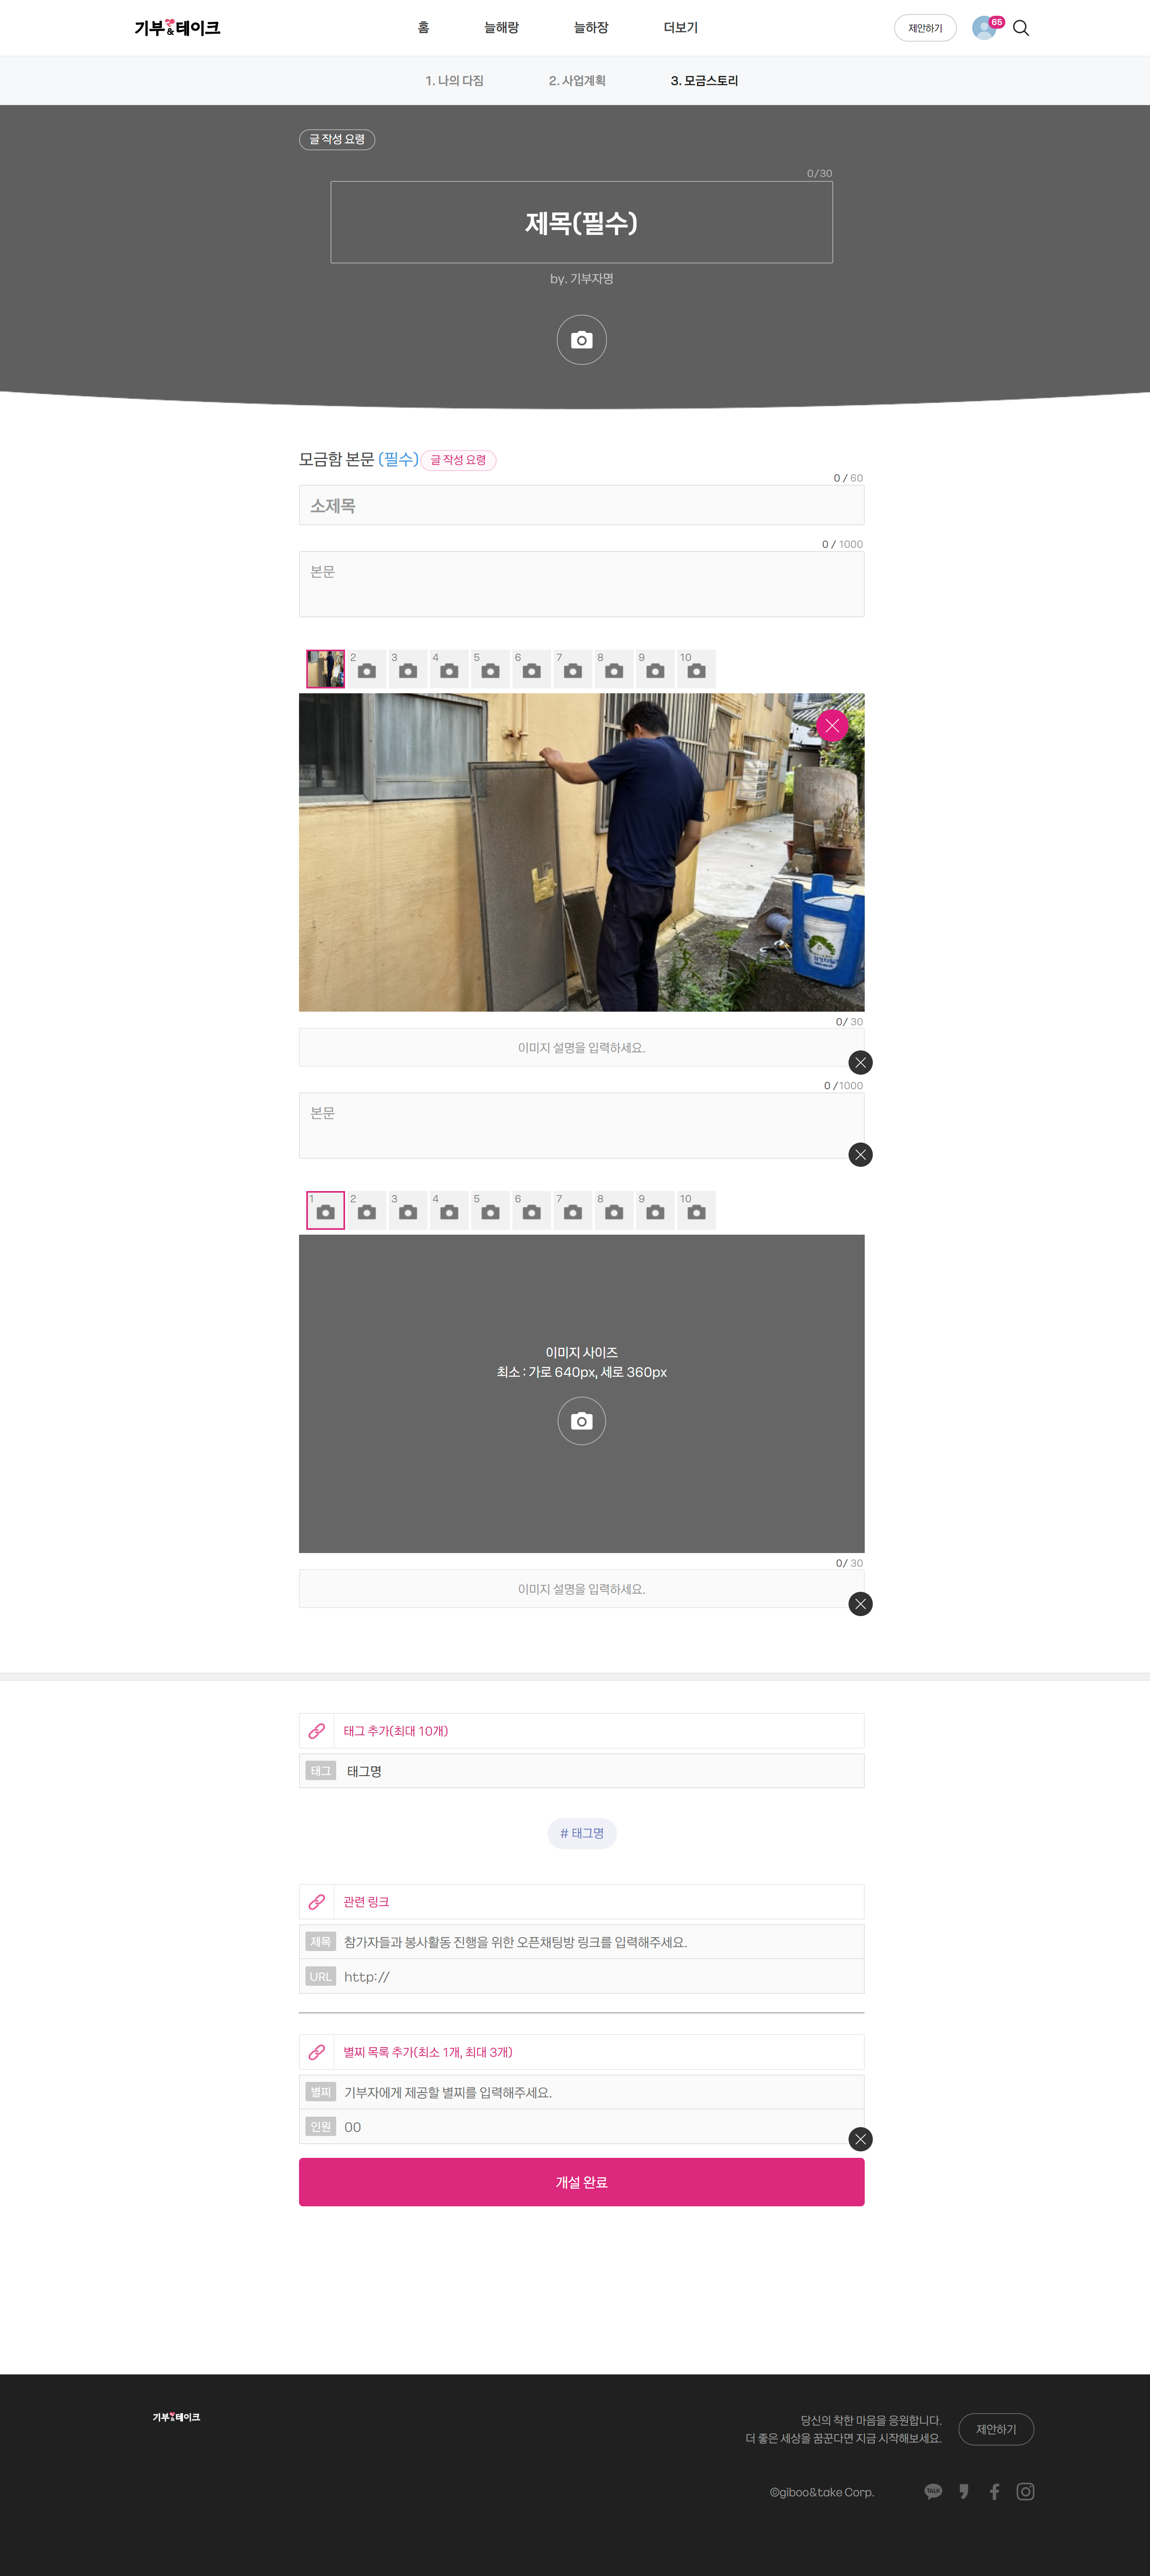 기부&테이크
홈
늘해랑
늘하장
더보기
제안하기
65
1. 나의 다짐
2. 사업계획
3. 모금스토리
글 작성 요령
0/30
제목(필수)
by. 기부자명
모금함 본문 (필수)
글 작성 요령
0 / 60
소제목
0 / 1000
본문
2
3
4
5
6
7
8
9
10
0/ 30
이미지 설명을 입력하세요.
0 /1000
본문
1
2
3
4
5
6
7
8
9
10
이미지 사이즈
최소 : 가로 640px, 세로 360px
0/ 30
이미지 설명을 입력하세요.
태그 추가(최대 10개)
태그
태그명
# 태그명
관련 링크
제목
참가자들과 봉사활동 진행을 위한 오픈채팅방 링크를 입력해주세요.
URL
http://
별찌 목록 추가(최소 1개, 최대 3개)
별찌
기부자에게 제공할 별찌를 입력해주세요.
인원
00
개설 완료
기부&테이크
당신의 착한 마음을 응원합니다.
더 좋은 세상을 꿈꾼다면 지금 시작해보세요.
제안하기
©giboo&take Corp.
TALK